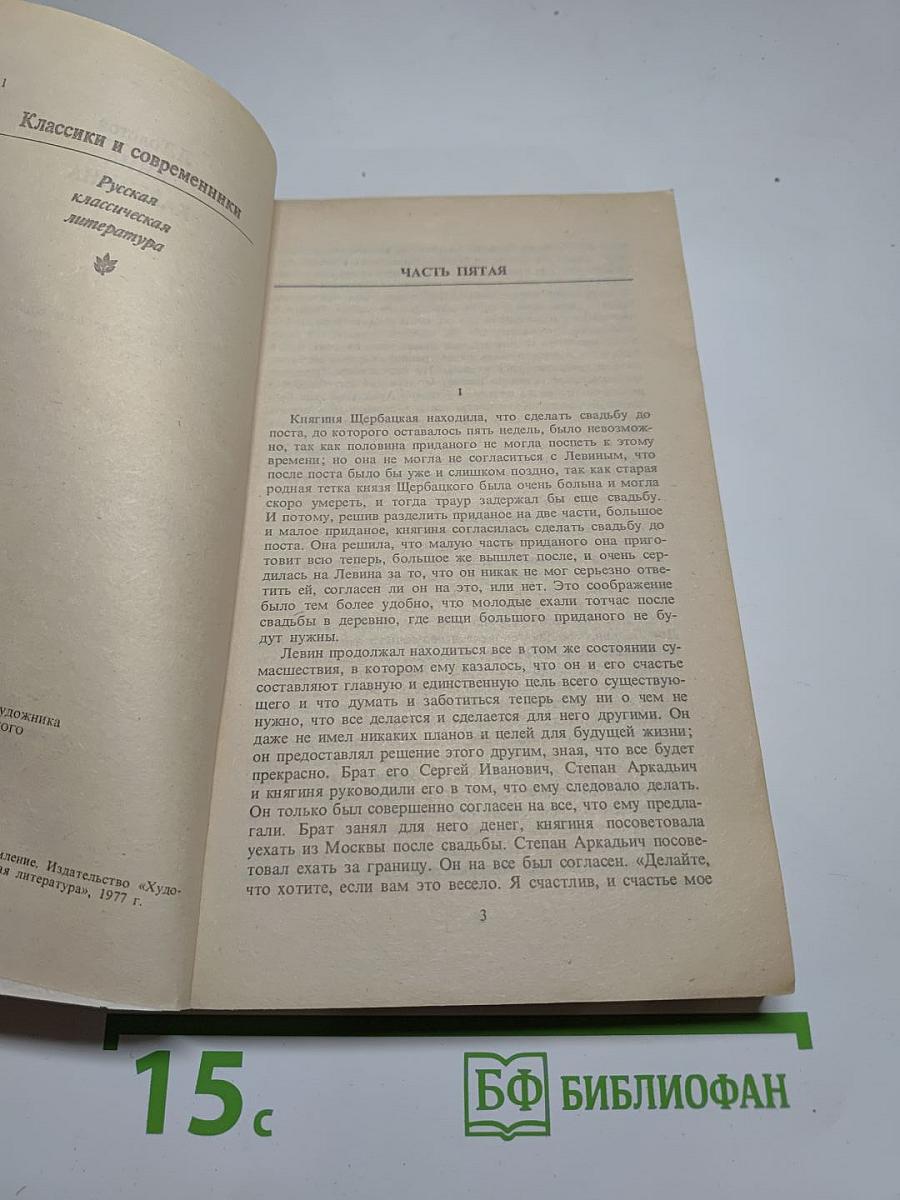 1
Классики и современники
Русская
классическая
литература
удожника
ого
мление. Издательство «Худо-
ая литература», 1977 г.
ЧАСТЬ ПЯТАЯ
I
Княгиня Щербацкая находила, что сделать свадьбу до
поста, до которого оставалось пять недель, было невозмож-
но, так как половина приданого не могла поспеть к этому
времени; но она не могла не согласиться с Левиным, что
после поста было бы уже и слишком поздно, так как старая
родная тетка князя Щербацкого была очень больна и могла
скоро умереть, и тогда траур задержал бы еще свадьбу.
И потому, решив разделить приданое на две части, большое
и малое приданое, княгиня согласилась сделать свадьбу до
поста. Она решила, что малую часть приданого она приго-
товит всю теперь, большое же вышлет после, и очень сер-
дилась на Левина за то, что он никак не мог серьезно отве-
тить ей, согласен ли он на это, или нет. Это соображение
было тем более удобно, что молодые ехали тотчас после
свадьбы в деревню, где вещи большого приданого не бу-
дут нужны.
Левин продолжал находиться все в том же состоянии су-
масшествия, в котором ему казалось, что он и его счастье
составляют главную и единственную цель всего существую-
щего и что думать и заботиться теперь ему ни о чем не
нужно, что все делается и сделается для него другими. Он
даже не имел никаких планов и целей для будущей жизни;
он предоставлял решение этого другим, зная, что все будет
прекрасно. Брат его Сергей Иванович, Степан Аркадьич
и княгиня руководили его в том, что ему следовало делать.
Он только был совершенно согласен на все, что ему предла-
гали. Брат занял для него денег, княгиня посоветовала
уехать из Москвы после свадьбы. Степан Аркадьич посове-
товал ехать за границу. Он на все был согласен. «Делайте,
что хотите, если вам это весело. Я счастлив, и счастье мое
3
15 с
БФ БИБЛИОФАН